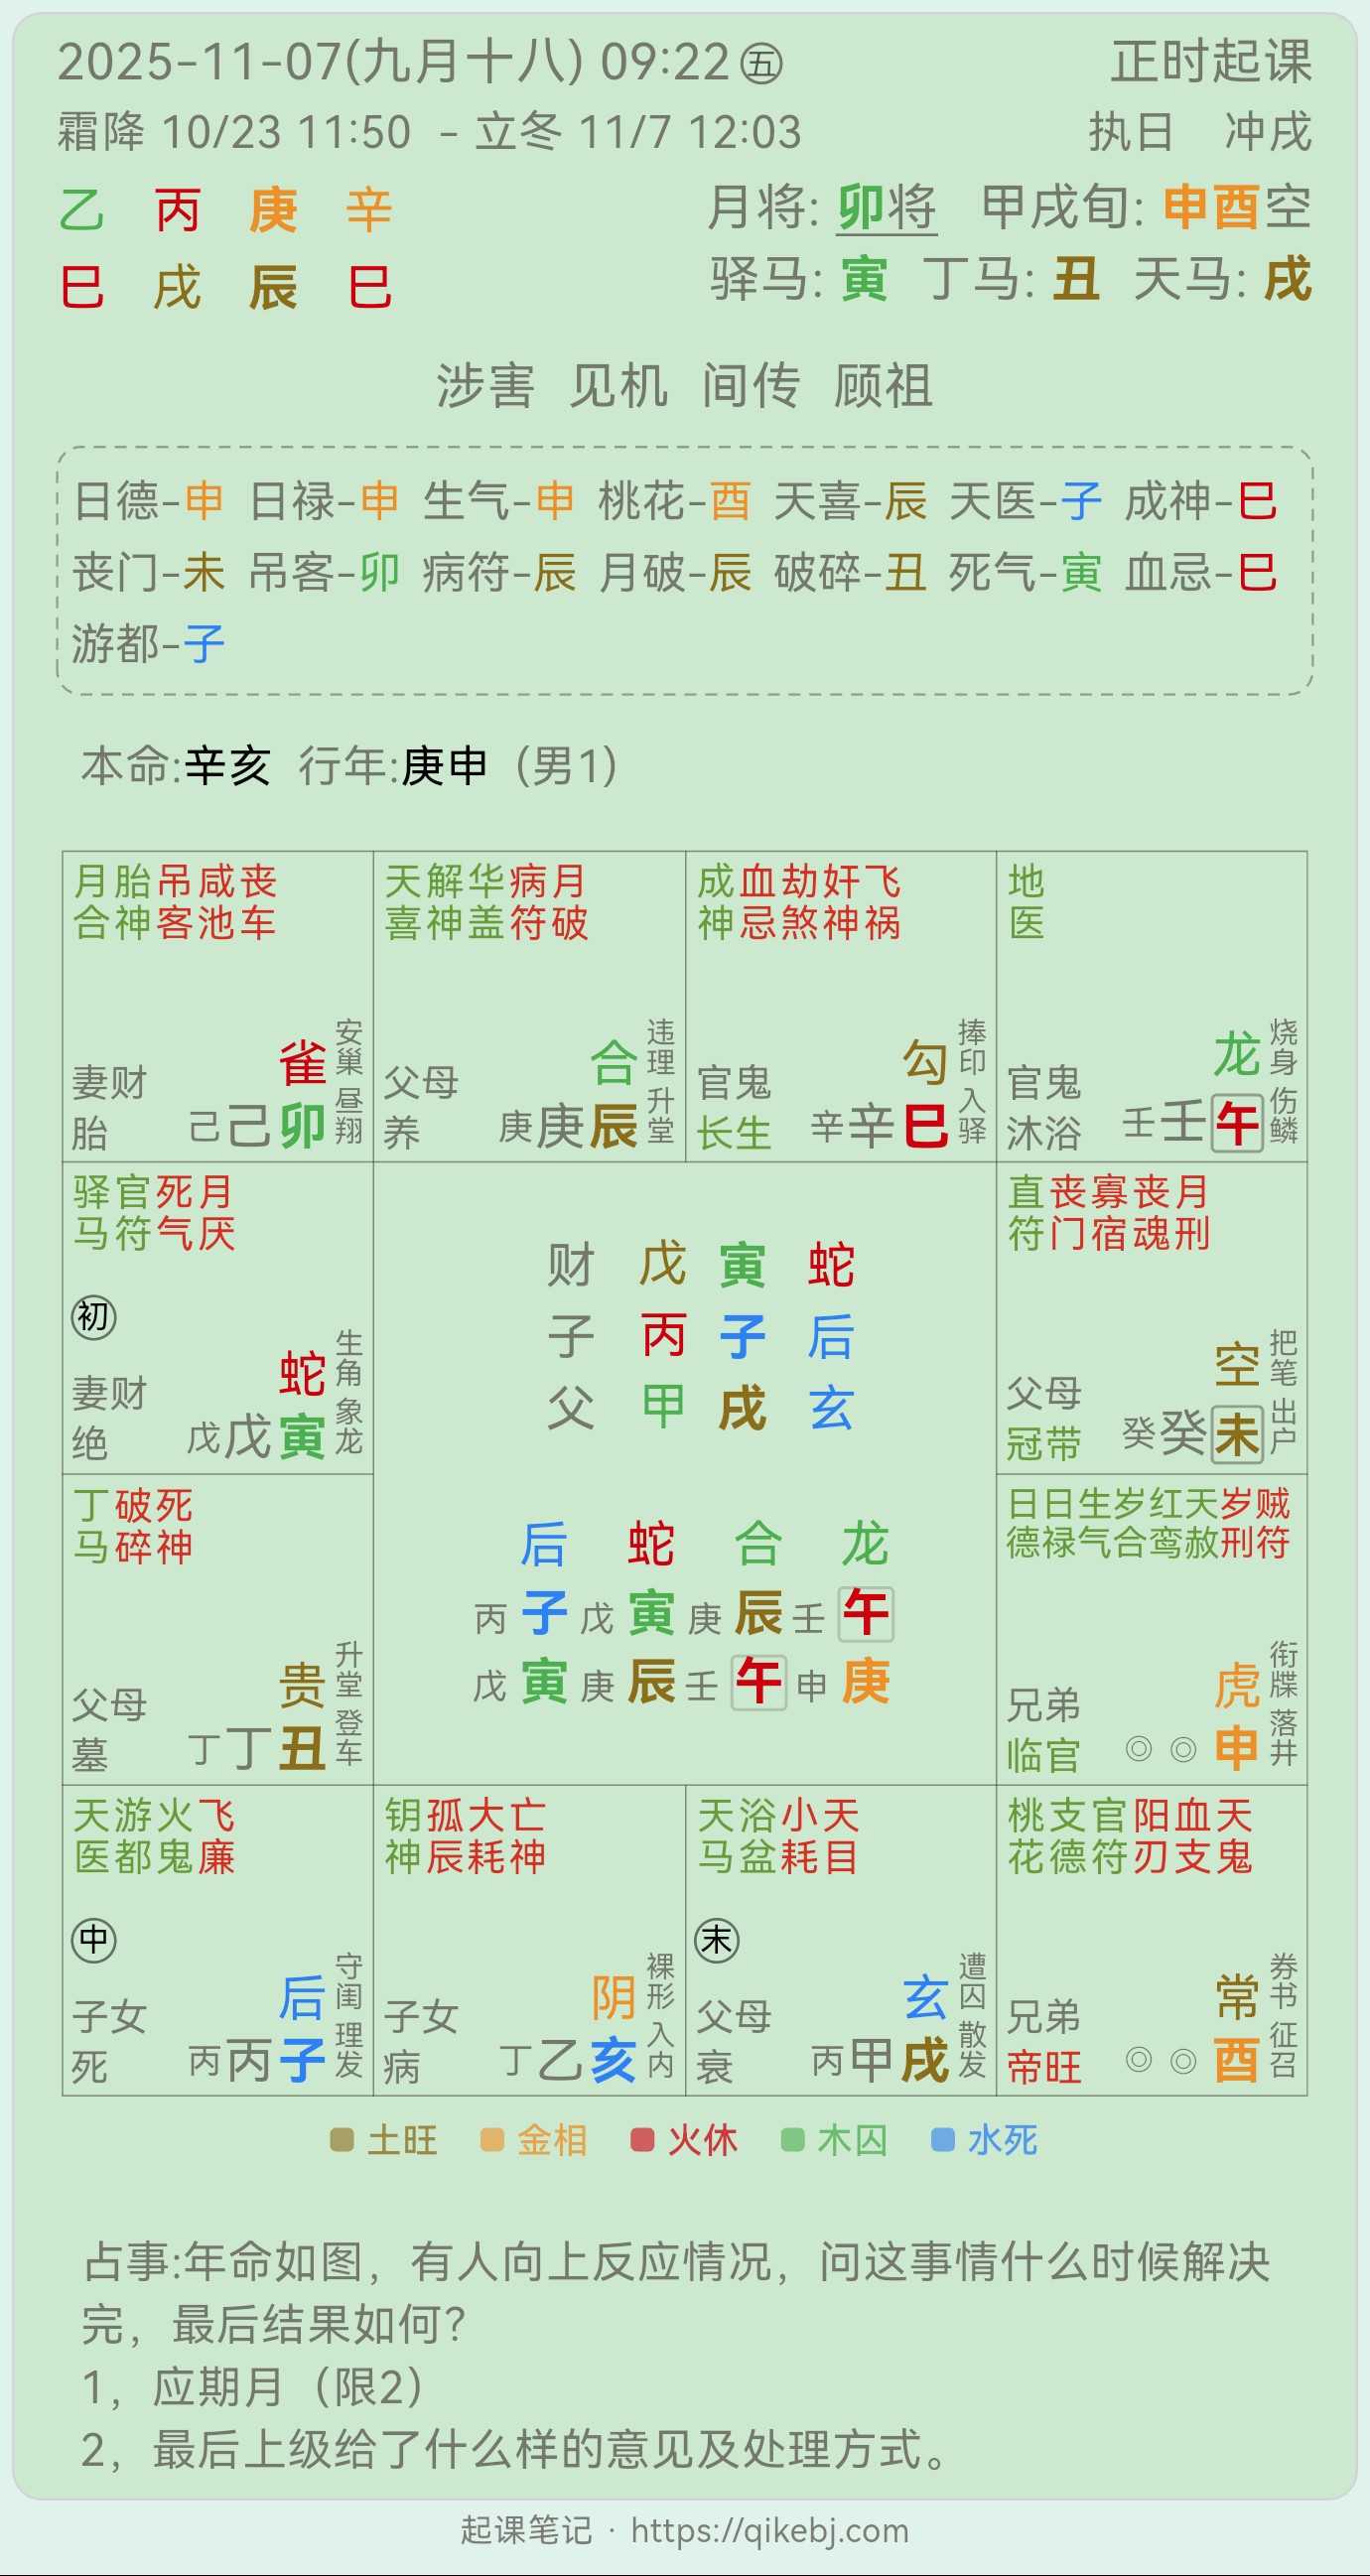 2025-11-07(九月十八) 09:22 ㊄ 正时起课
霜降 10/23 11:50 - 立冬 11/7 12:03 执日 冲戌
乙 丙 庚 辛 月将: 卯将 甲戌旬: 申酉空
巳 戌 辰 巳 驿马: 寅 丁马: 丑 天马: 戌
涉害 见机 间传 顾祖
日德-申 日禄-申 生气-申 桃花-酉 天喜-辰 天医-子 成神-巳
丧门-未 吊客-卯 病符-辰 月破-辰 破碎-丑 死气-寅 血忌-巳
游都-子
本命:辛亥 行年:庚申 (男1)
月合 胎神 吊客 咸池 丧车
安巢 昼翔
妻财 雀
胎 己己卯
天喜 解神 华盖 病符 月破
违理 升堂
父母 合
养 庚庚辰
成神 血忌 劫煞 奸神 飞祸
捧印 入驿
官鬼 勾
长生 辛辛巳
地医
烧身 伤鳞
官鬼 龙
沐浴 壬壬午
驿马 官符 死气 月厌
初
生角 象龙
妻财 蛇
绝 戊戊寅
财 戊 寅 蛇
子 丙 子 后
父 甲 戌 玄
直符 丧门 寡宿 丧魂 月刑
把笔 出户
父母 空
冠带 癸癸未
丁马 破碎 死神
升堂 登车
父母 贵
墓 丁丁丑
后 蛇 合 龙
丙 子 戊 寅 庚 辰 壬 午
戊 寅 庚 辰 壬 午 申 庚
日德 日禄 生气 岁合 红鸾 天赦 岁刑 贼符
衔牒 落井
兄弟 虎
临官 ◎ ◎ 申
天医 游都 火鬼 飞廉
中
守闺 理发
子女 后
死 丙丙子
钥神 孤辰 大耗 亡神
裸形 入内
子女 阴
病 丁乙亥
天马 浴盆 小耗 天目
末
遭囚 散发
父母 玄
衰 丙甲戌
桃花 支德 官符 阳刃 血支 天鬼
券书 征召
兄弟 常
帝旺 ◎ ◎ 酉
土旺 金相 火休 木囚 水死
占事:年命如图，有人向上反应情况，问这事情什么时候解决
完，最后结果如何？
1，应期月（限2）
2，最后上级给了什么样的意见及处理方式。
起课笔记 · https://qikebj.com